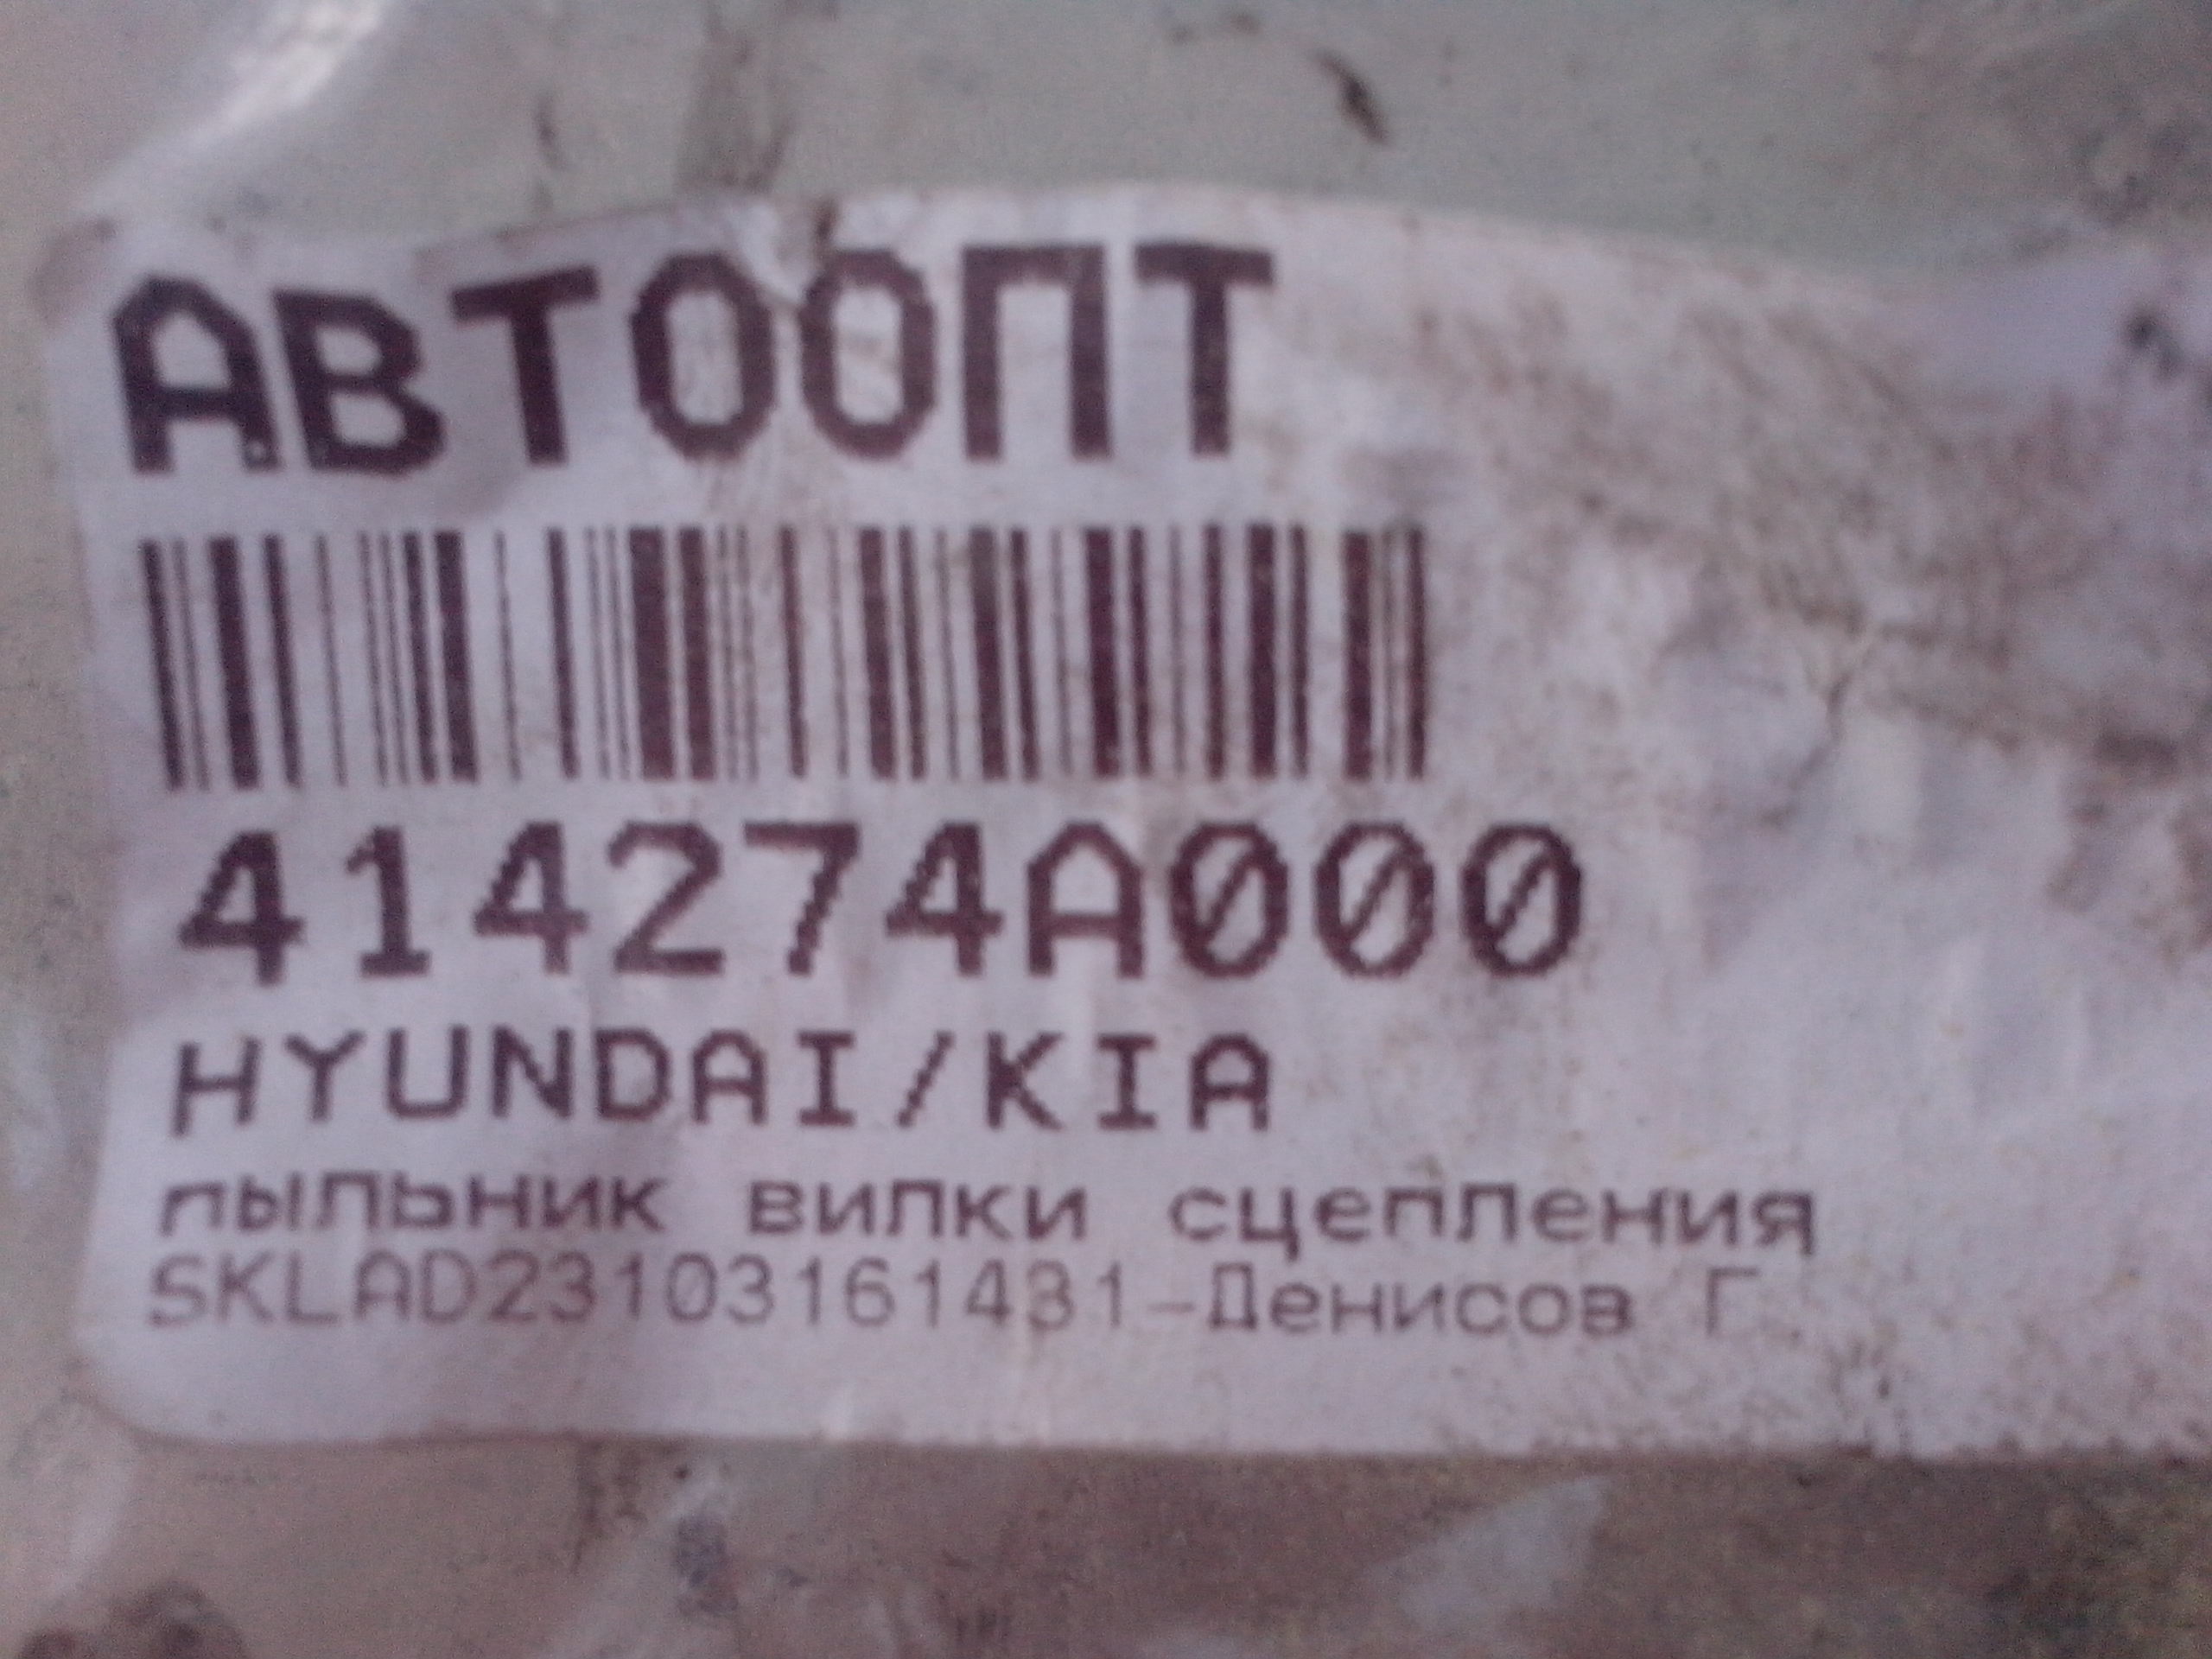 АВТООПТ
414274A000
HYUNDAI/KIA
пыльник вилки сцепления
SKLAD23103161431-Денисов Г.